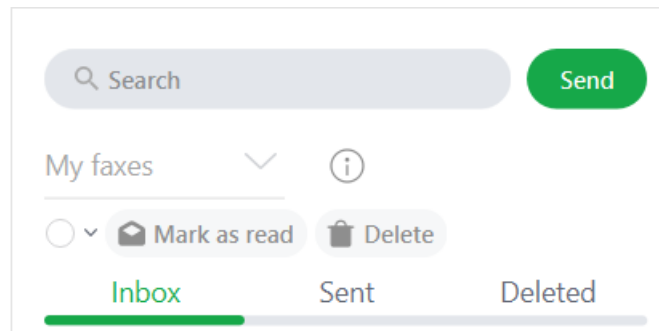 Search
Send
My faxes
Mark as read
Delete
Inbox
Sent
Deleted